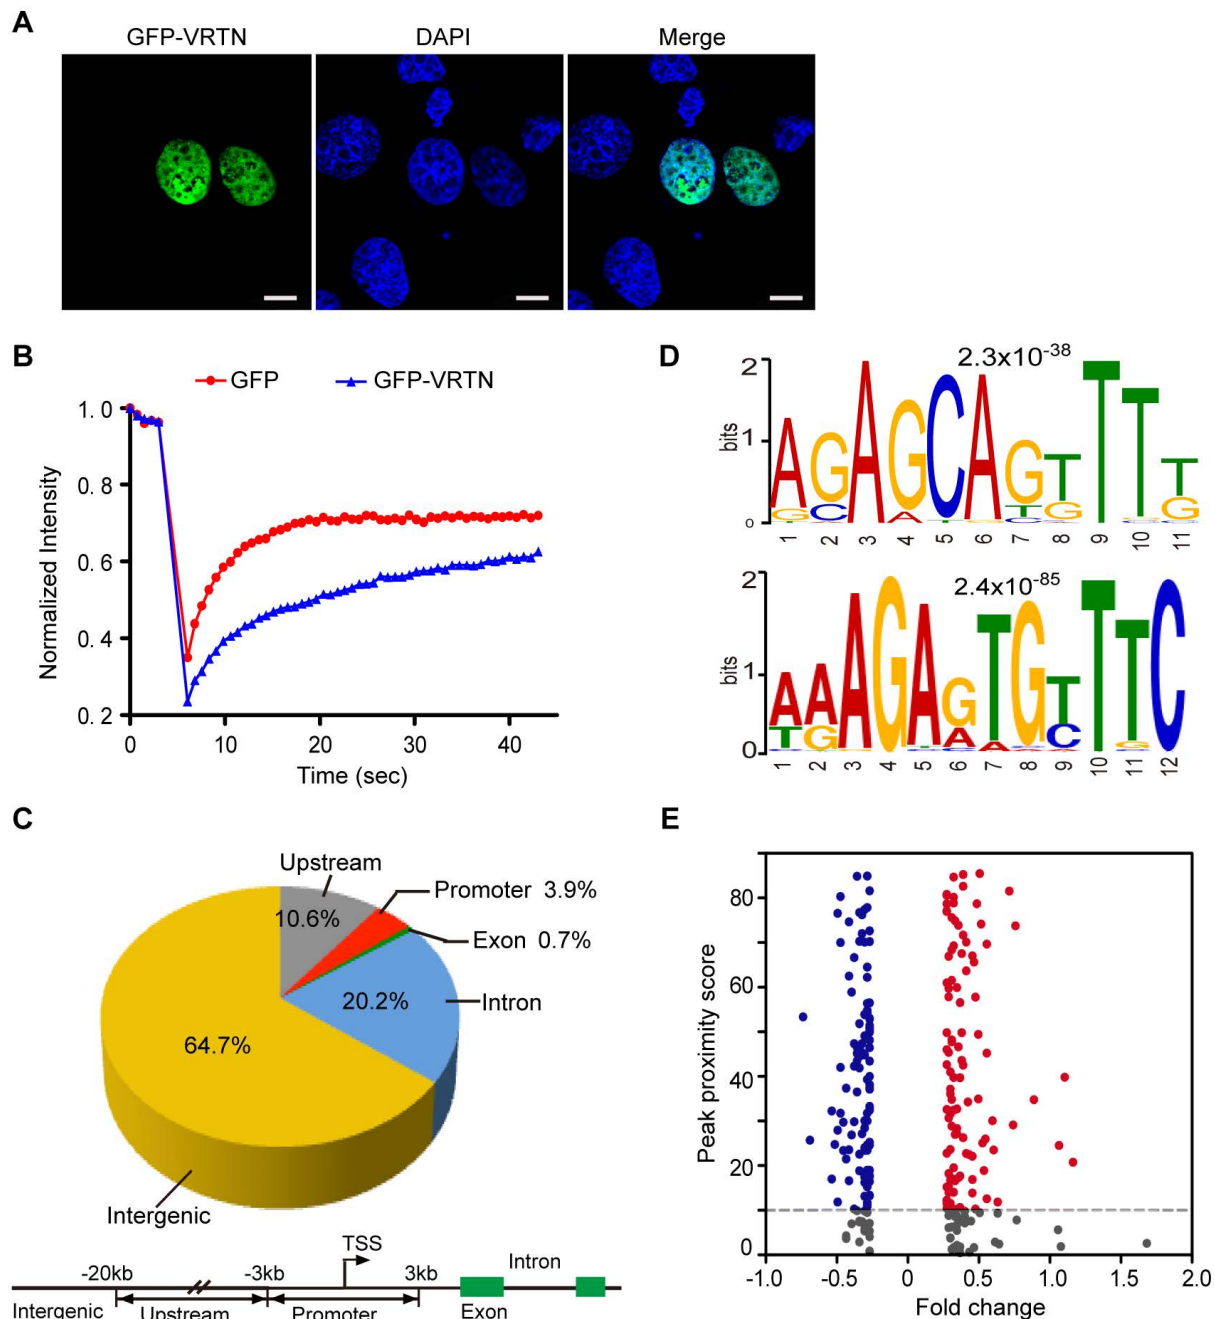 A
GFP-VRTN DAPI Merge
B
GFP GFP-VRTN
Normalized Intensity
1.0
0.8
0.6
0.4
0.2
0 10 20 30 40
Time (sec)
D
2.3x10-38
bits
2
1
0
AGAGCAGTTTT
GCATGTGGG
TCC
1 2 3 4 5 6 7 8 9 10 11
2.4x10-85
bits
2
1
0
AAAGAGTGTTTC
TGAACG
1 2 3 4 5 6 7 8 9 10 11 12
C
Upstream
10.6%
Promoter 3.9%
Exon 0.7%
20.2%
Intron
64.7%
Intergenic
TSS
-20kb -3kb 3kb Intron
Intergenic Upstream Promoter Exon
E
Peak proximity score
80
60
40
20
0
-1.0 -0.5 0 0.5 1.0 1.5 2.0
Fold change